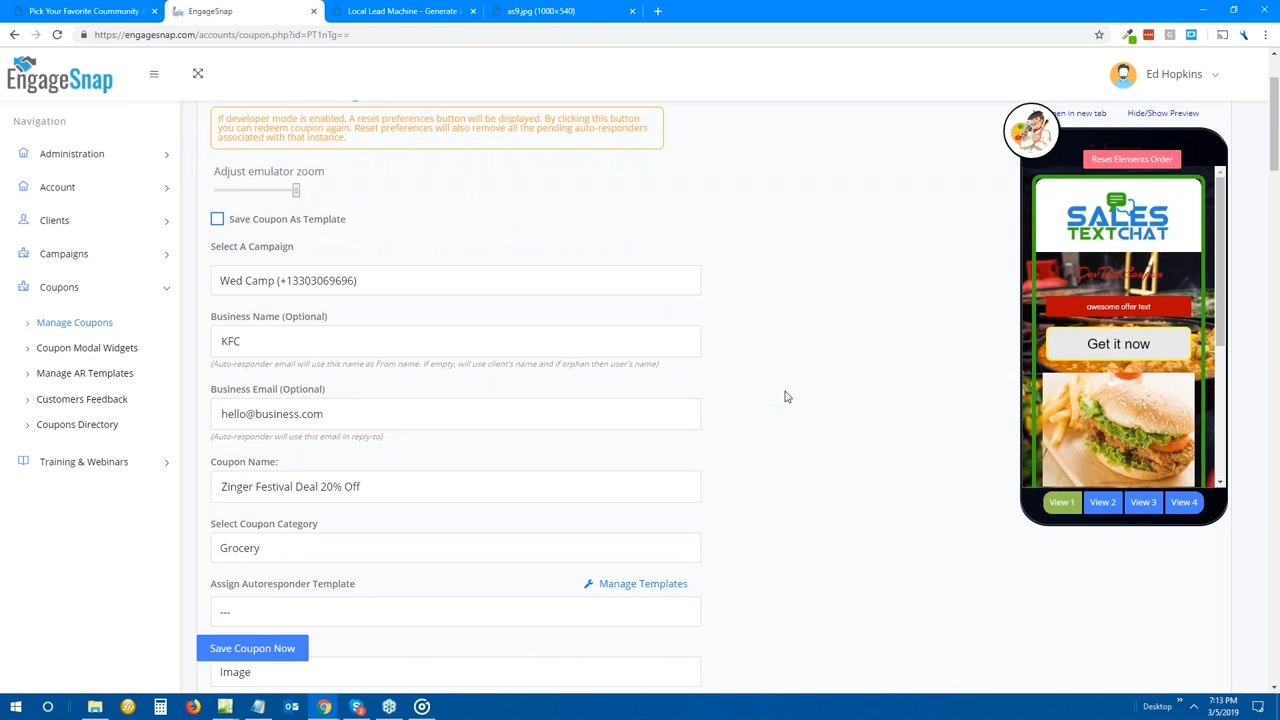 Pick Your Favorite Coummunity
EngageSnap
Local Lead Machine - Generate L
as9.jpg (1000×540)
https://engagesnap.com/accounts/coupon.php?id=PT1nTg==
EngageSnap
Ed Hopkins
Navigation
Administration
Account
Clients
Campaigns
Coupons
Manage Coupons
Coupon Modal Widgets
Manage AR Templates
Customers Feedback
Coupons Directory
Training & Webinars
If developer mode is enabled, A reset preferences button will be displayed. By clicking this button
you can redeem coupon again. Reset preferences will also remove all the pending auto-responders
associated with that instance.
Adjust emulator zoom
Save Coupon As Template
Select A Campaign
Wed Camp (+13303069696)
Business Name (Optional)
KFC
(Auto-responder email will use this name as From name. If empty, will use client's name and if orphan then user's name)
Business Email (Optional)
hello@business.com
(Auto-responder will use this email in reply-to)
Coupon Name:
Zinger Festival Deal 20% Off
Select Coupon Category
Grocery
Assign Autoresponder Template
Manage Templates
---
Save Coupon Now
Image
en in new tab
Hide/Show Preview
Reset Elements Order
SALES
TEXTCHAT
awesome offer text
Get it now
View 1
View 2
View 3
View 4
Desktop
7:13 PM
3/5/2019